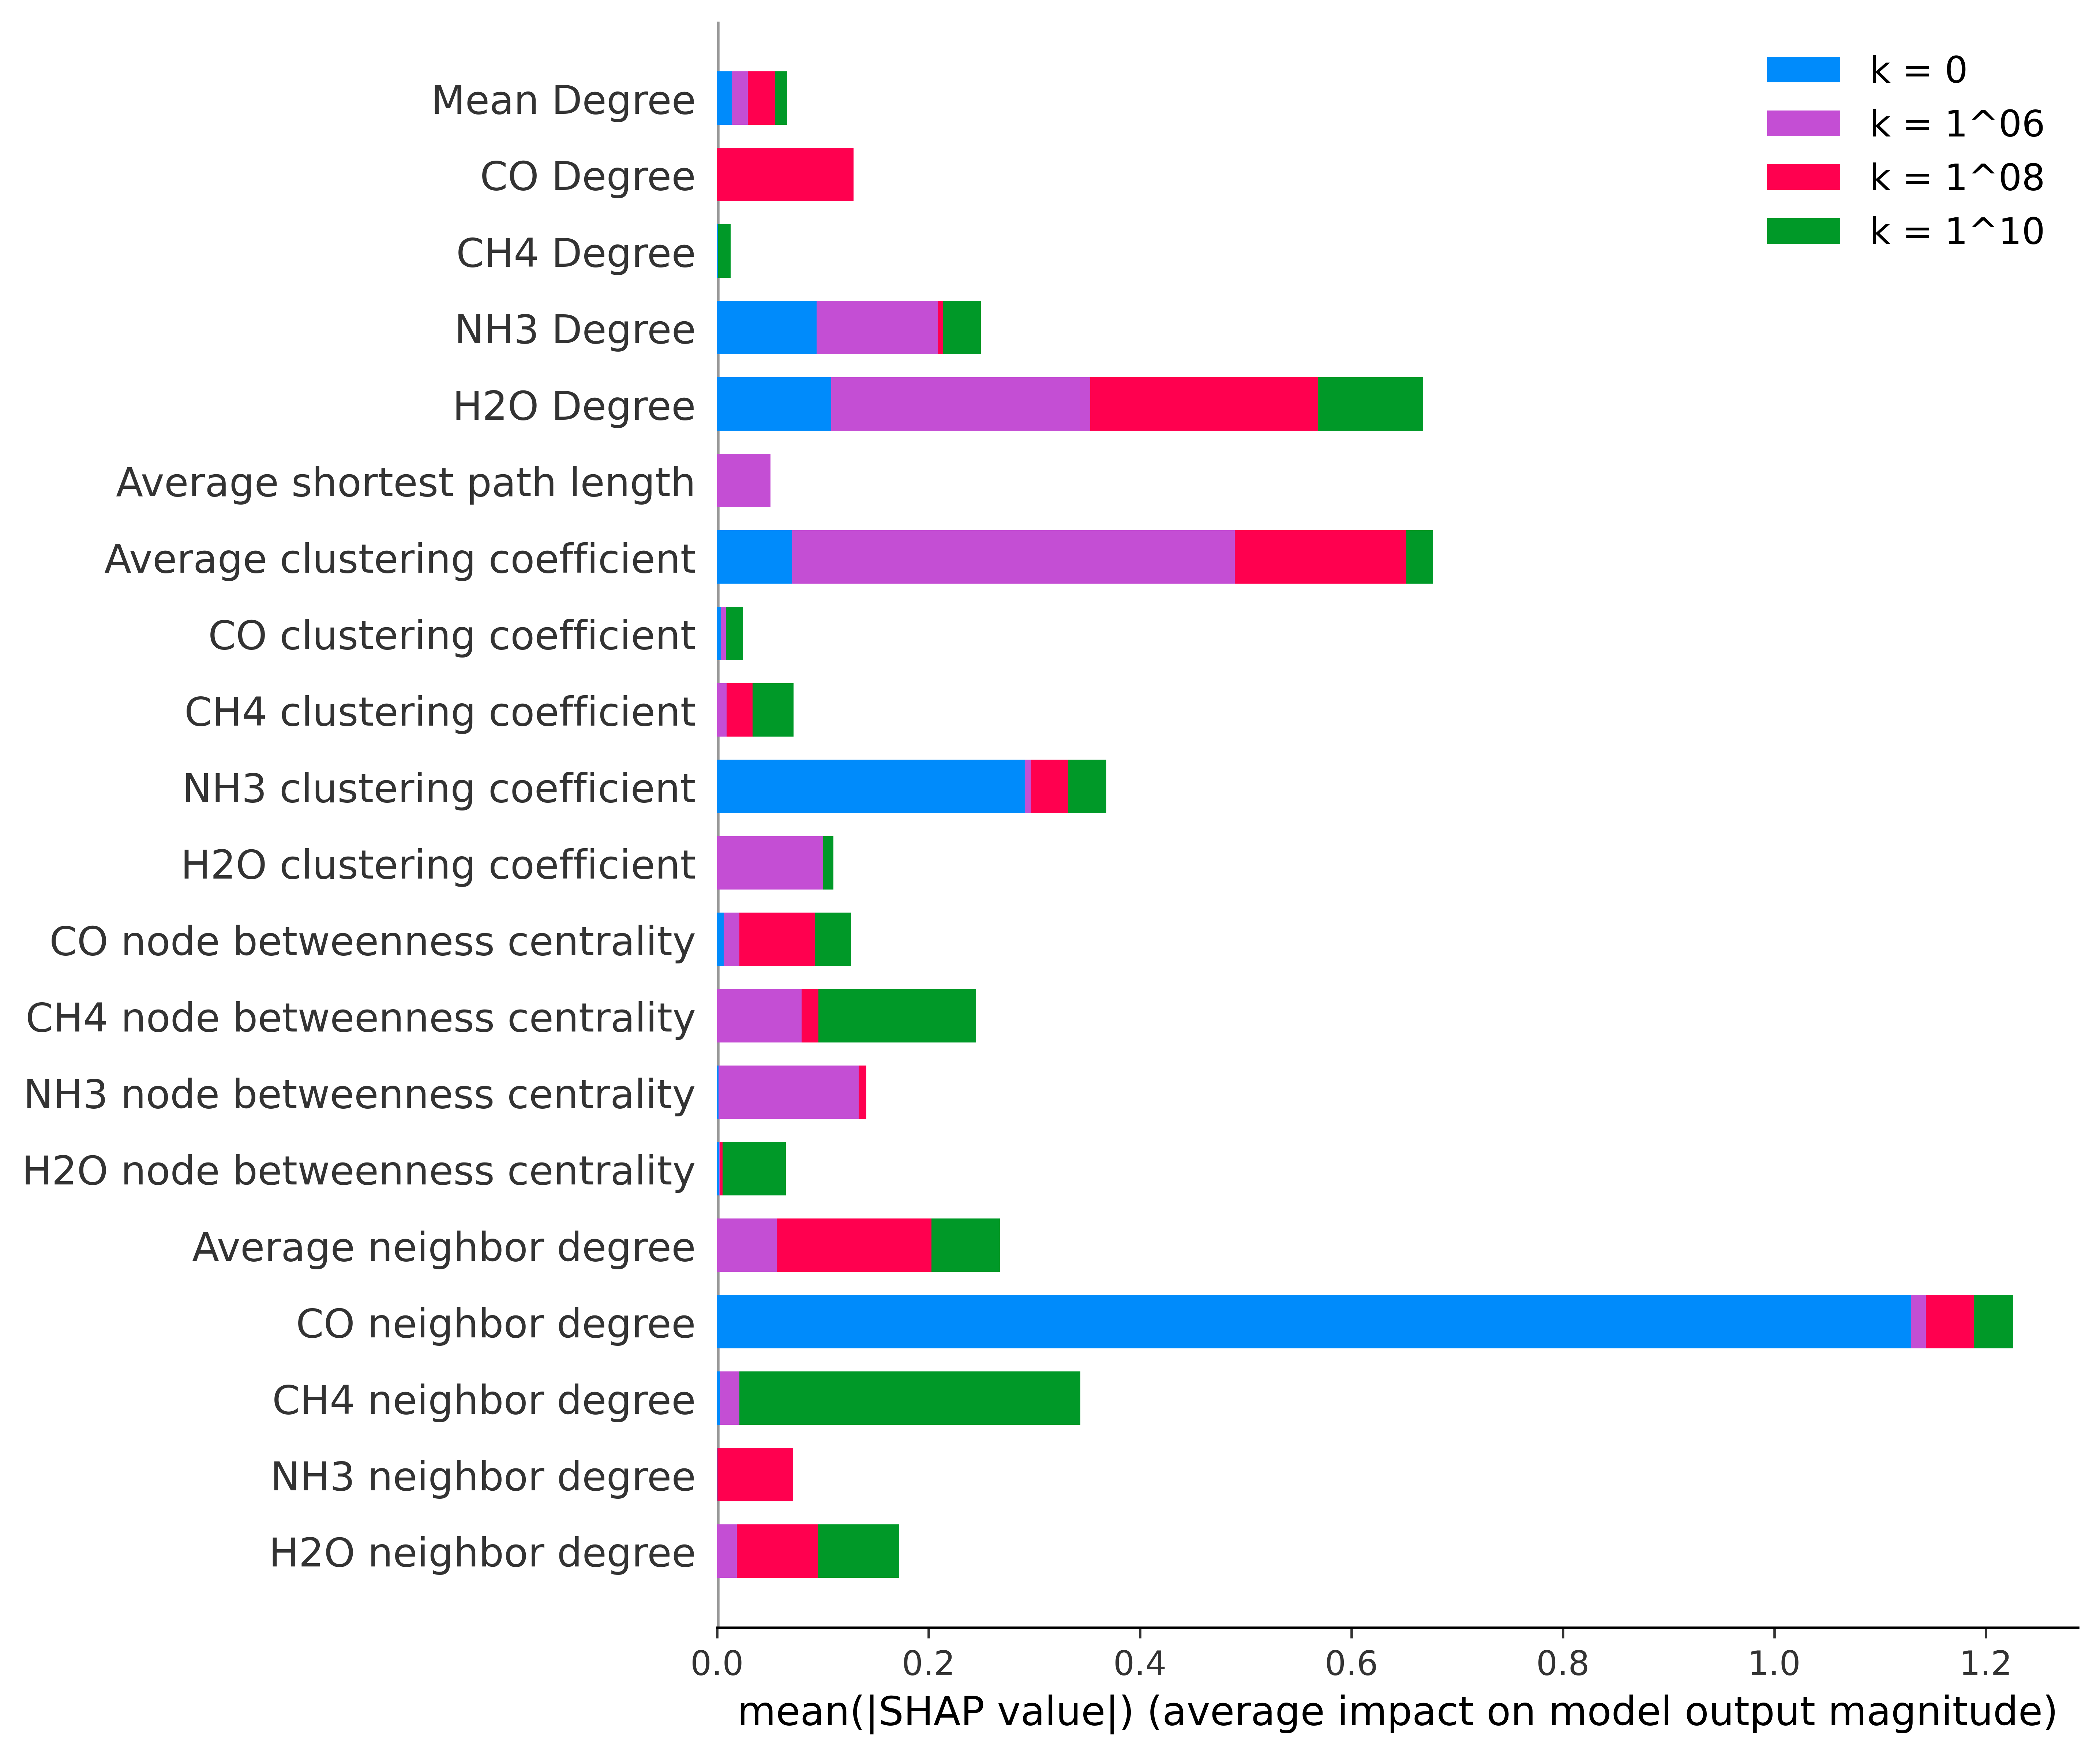 k = 0
k = 1^06
k = 1^08
k = 1^10
Mean Degree
CO Degree
CH4 Degree
NH3 Degree
H2O Degree
Average shortest path length
Average clustering coefficient
CO clustering coefficient
CH4 clustering coefficient
NH3 clustering coefficient
H2O clustering coefficient
CO node betweenness centrality
CH4 node betweenness centrality
NH3 node betweenness centrality
H2O node betweenness centrality
Average neighbor degree
CO neighbor degree
CH4 neighbor degree
NH3 neighbor degree
H2O neighbor degree
0.0 0.2 0.4 0.6 0.8 1.0 1.2
mean(|SHAP value|) (average impact on model output magnitude)